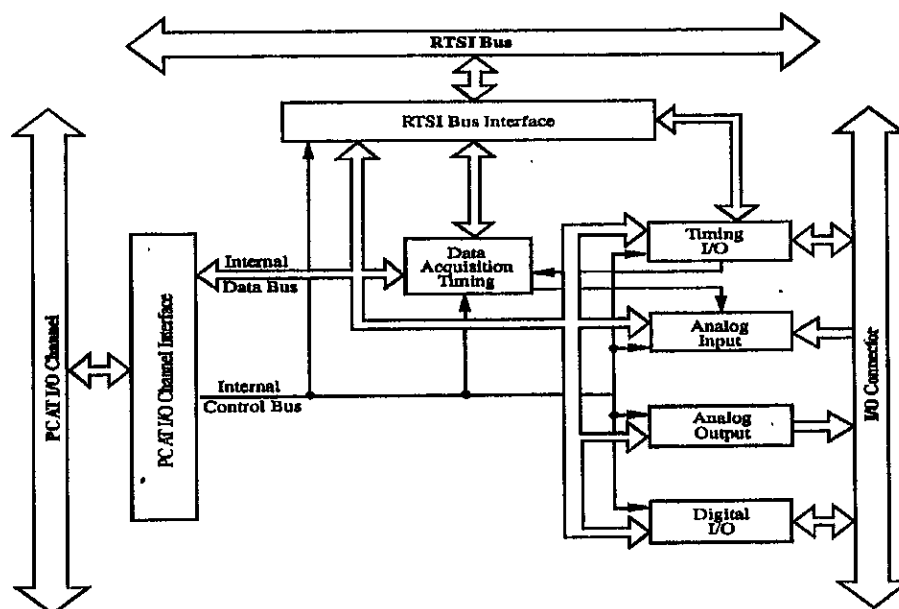 RTSI Bus
RTSI Bus Interface
Timing
I/O
Data
Acquisition
Timing
Internal
Data Bus
Analog
Input
PC AT I/O Channel
PC AT I/O Channel Interface
I/O Connector
Internal
Control Bus
Analog
Output
Digital
I/O